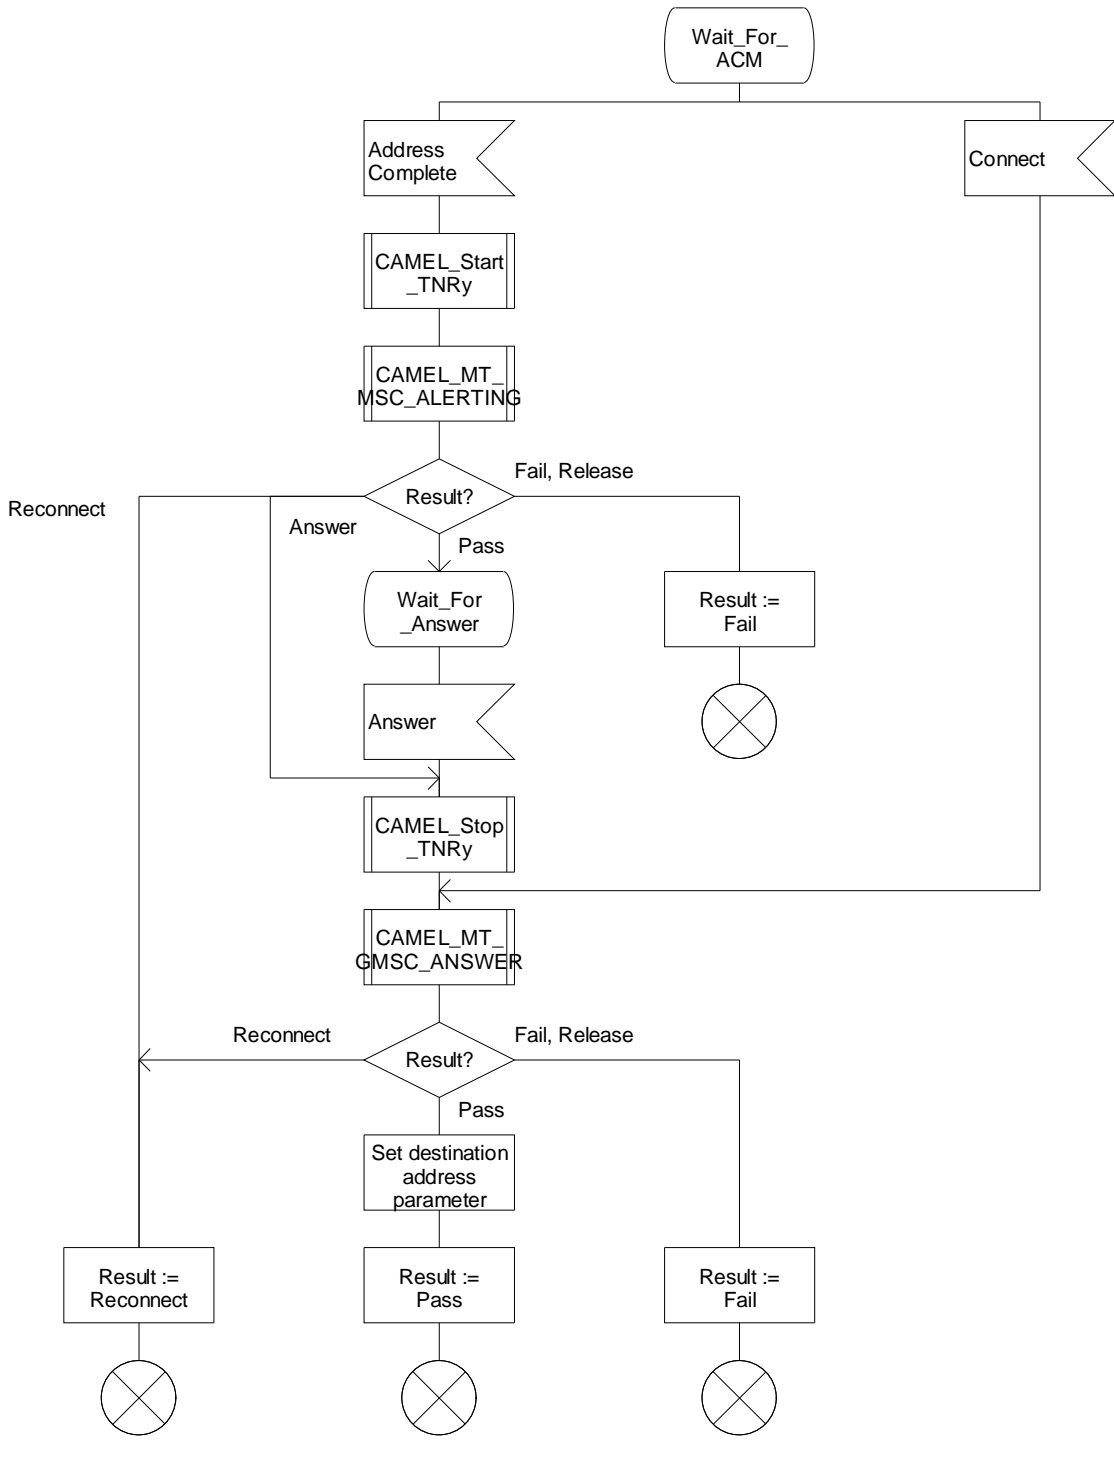 Wait_For_
ACM
Address
Complete
Connect
CAMEL_Start
_TNRy
CAMEL_MT_
MSC_ALERTING
Fail, Release
Result?
Reconnect
Answer
Pass
Wait_For
_Answer
Result :=
Fail
Answer
CAMEL_Stop
_TNRy
CAMEL_MT_
GMSC_ANSWER
Reconnect
Fail, Release
Result?
Pass
Set destination
address
parameter
Result :=
Reconnect
Result :=
Pass
Result :=
Fail